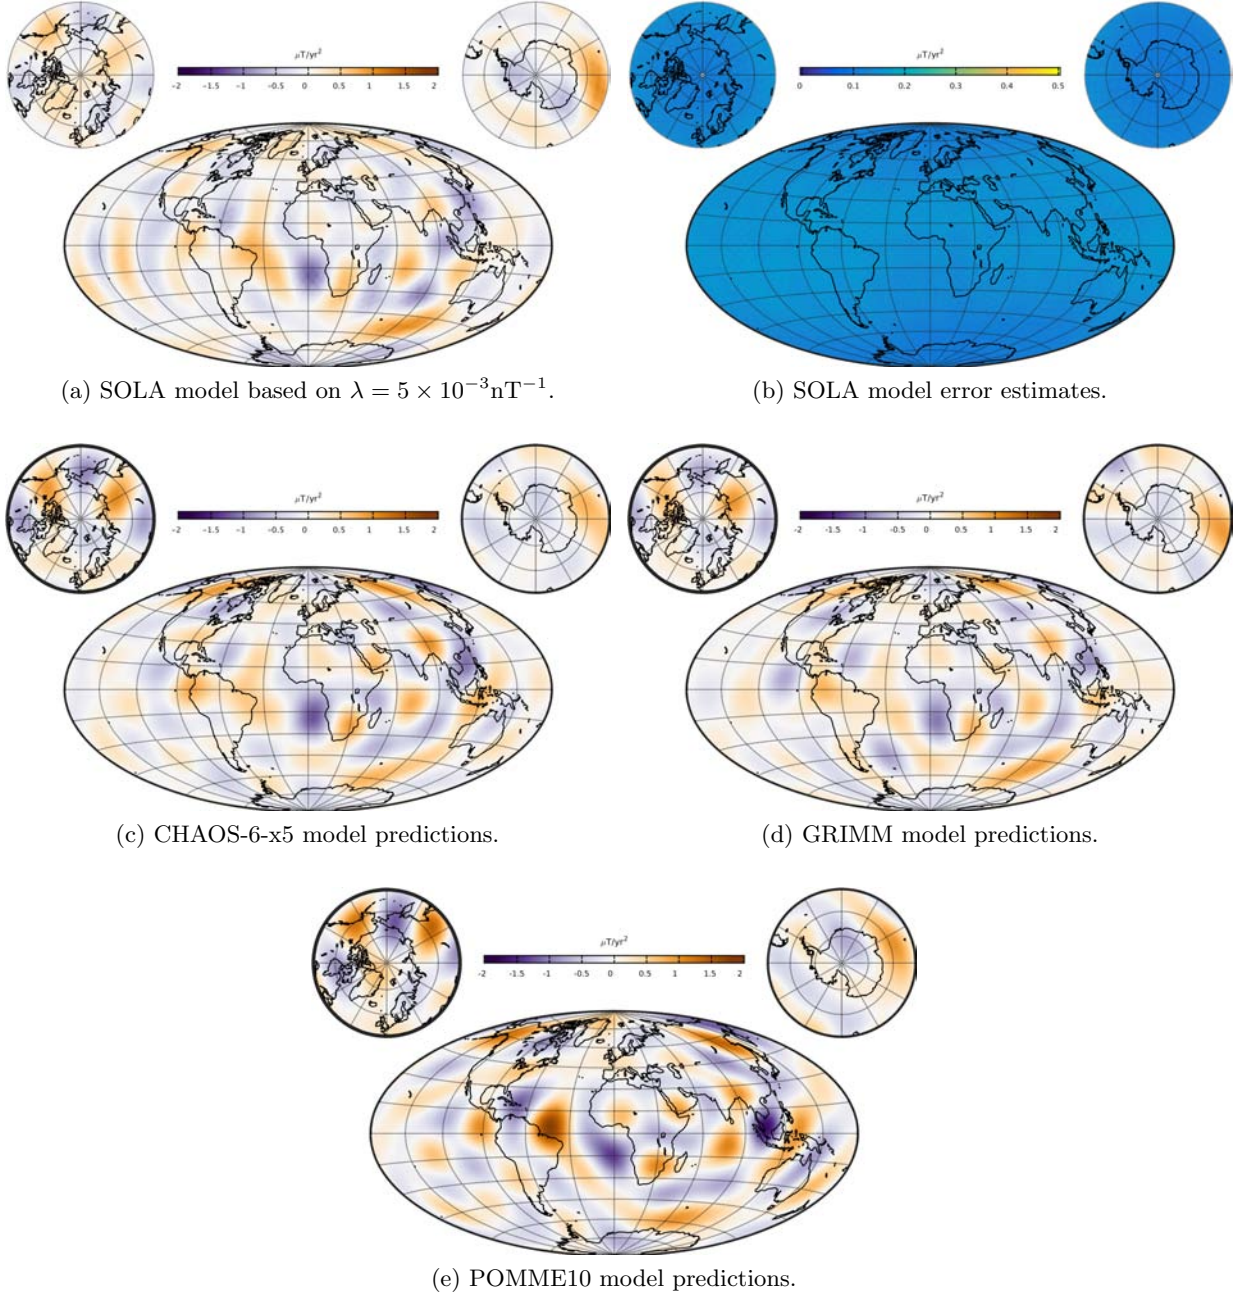 μT/yr²
−2 −1.5 −1 −0.5 0 0.5 1 1.5 2
μT/yr²
0 0.1 0.2 0.3 0.4 0.5
(a) SOLA model based on λ = 5 × 10⁻³nT⁻¹.
(b) SOLA model error estimates.
μT/yr²
−2 −1.5 −1 −0.5 0 0.5 1 1.5 2
μT/yr²
−2 −1.5 −1 −0.5 0 0.5 1 1.5 2
(c) CHAOS-6-x5 model predictions.
(d) GRIMM model predictions.
μT/yr²
−2 −1.5 −1 −0.5 0 0.5 1 1.5 2
(e) POMME10 model predictions.